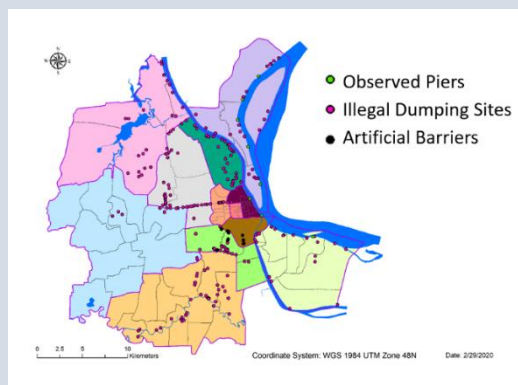 Observed Piers
Illegal Dumping Sites
Artificial Barriers
0 2.5 5 10
Kilometers
Coordinate System: WGS 1984 UTM Zone 48N
Date: 2/29/2020